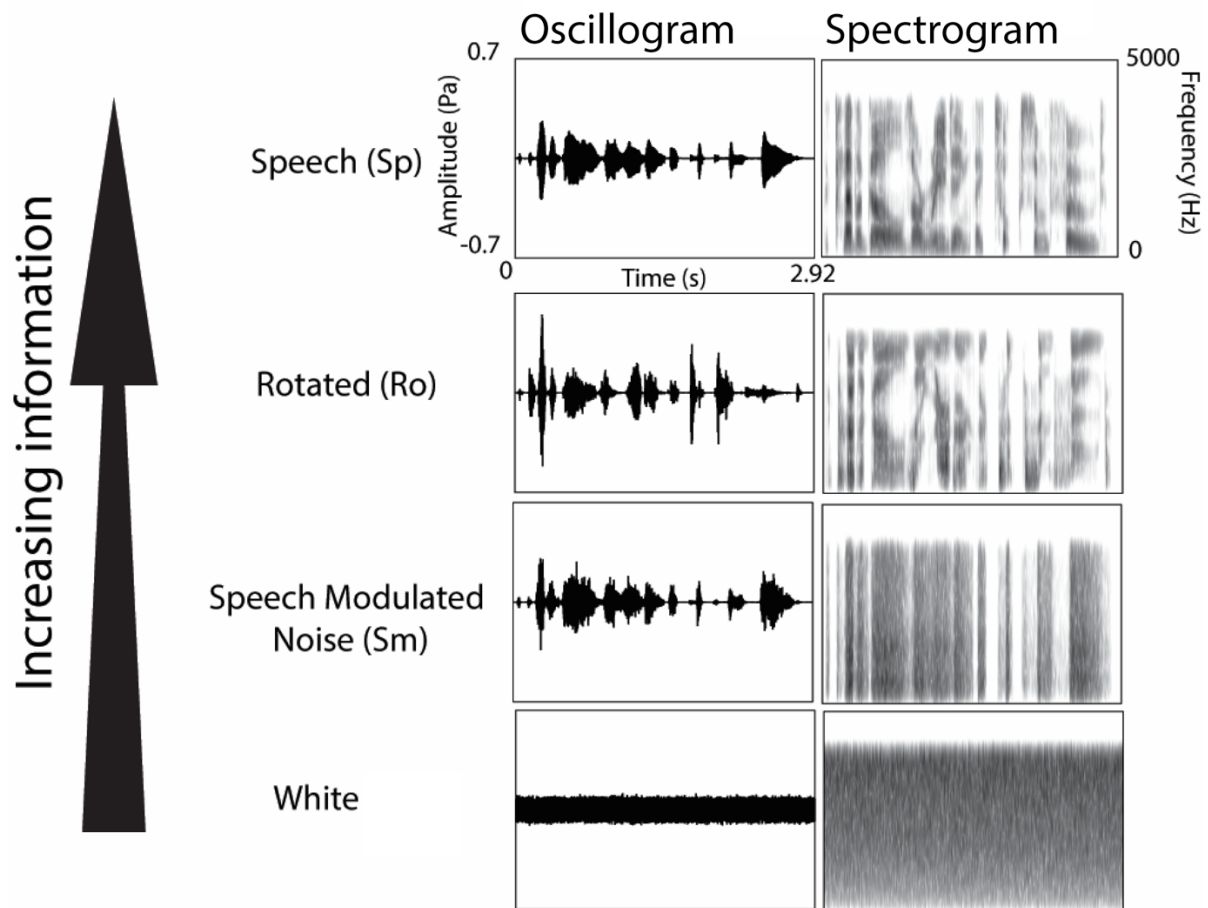 Oscillogram
Spectrogram
0.7
Amplitude (Pa)
-0.7
0
Time (s)
2.92
5000
Frequency (Hz)
0
Increasing information
Speech (Sp)
Rotated (Ro)
Speech Modulated
Noise (Sm)
White